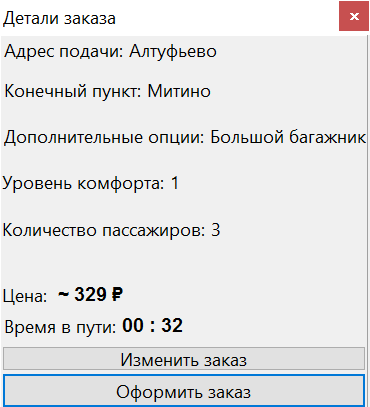 Детали заказа
Адрес подачи: Алтуфьево
Конечный пункт: Митино
Дополнительные опции: Большой багажник
Уровень комфорта: 1
Количество пассажиров: 3
Цена: ~ 329 ₽
Время в пути: 00 : 32
Изменить заказ
Оформить заказ